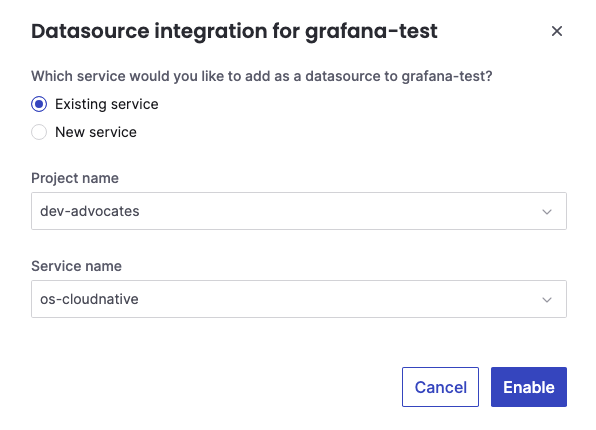 Datasource integration for grafana-test
Which service would you like to add as a datasource to grafana-test?
Existing service
New service
Project name
dev-advocates
Service name
os-cloudnative
Cancel Enable